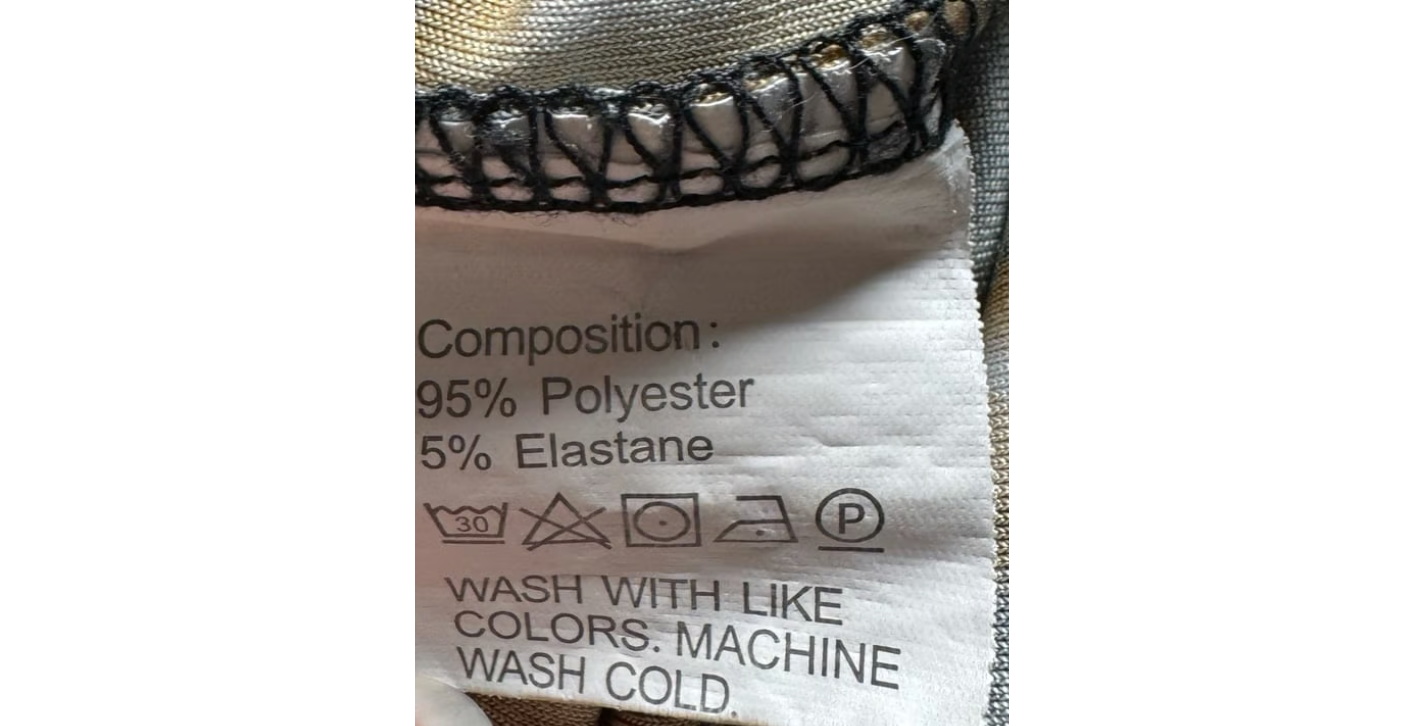 Composition:
95% Polyester
5% Elastane
30 P
WASH WITH LIKE
COLORS. MACHINE
WASH COLD.